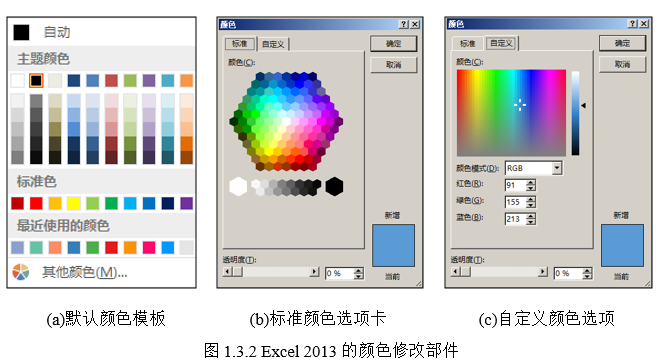 自动
主题颜色
标准色
最近使用的颜色
其他颜色(M)...
(a)默认颜色模板
颜色
标准 自定义
确定
取消
颜色(C):
新增
当前
透明度(T):
0 %
(b)标准颜色选项卡
颜色
标准 自定义
确定
取消
颜色(C):
颜色模式(D): RGB
红色(R): 91
绿色(G): 155
蓝色(B): 213
新增
当前
透明度(T):
0 %
(c)自定义颜色选项
图 1.3.2 Excel 2013 的颜色修改部件